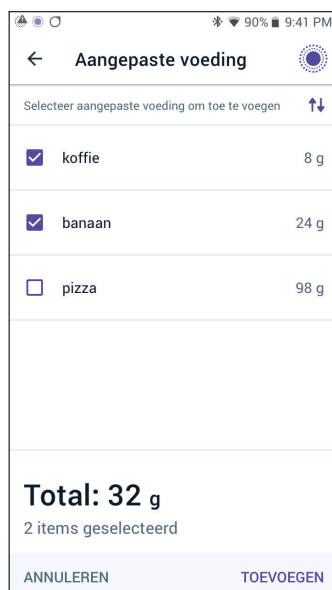 90% 9:41 PM
Aangepaste voeding
Selecteer aangepaste voeding om toe te voegen
koffie 8 g
banaan 24 g
pizza 98 g
Total: 32 g
2 items geselecteerd
ANNULEREN TOEVOEGEN